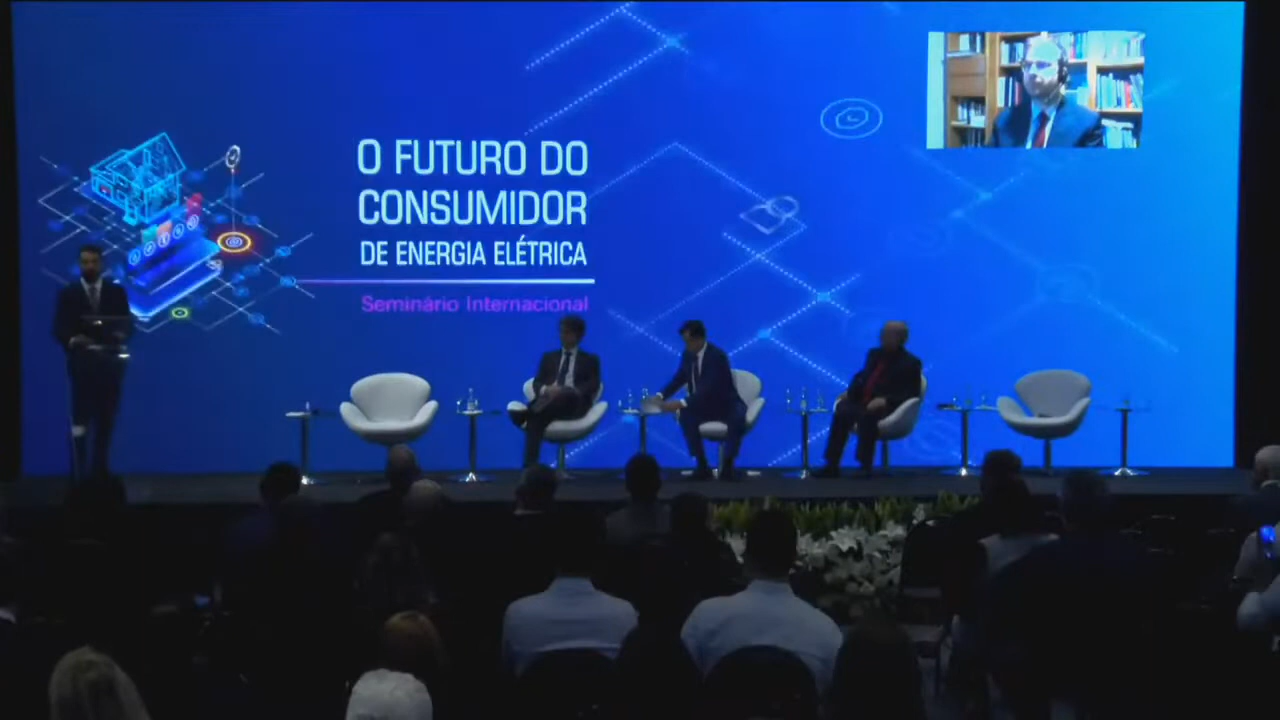 O FUTURO DO
CONSUMIDOR
DE ENERGIA ELÉTRICA
Seminário Internacional